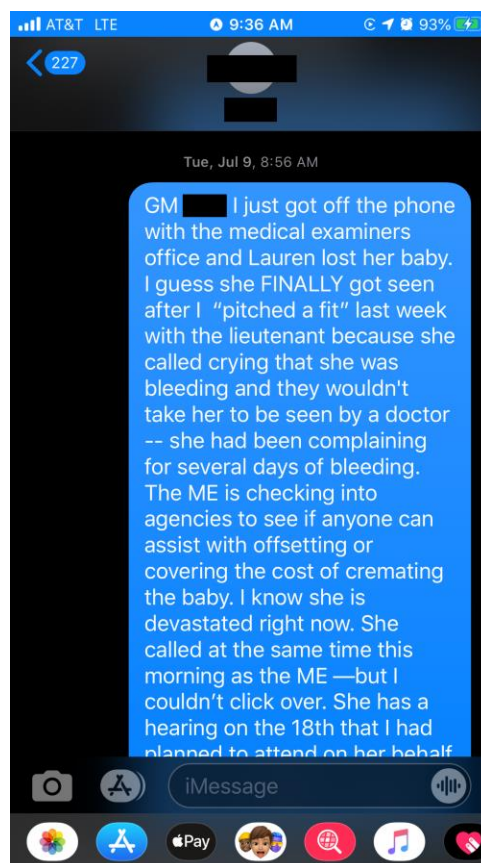 AT&T LTE 9:36 AM 93%
227
Tue, Jul 9, 8:56 AM
GM I just got off the phone
with the medical examiners
office and Lauren lost her baby.
I guess she FINALLY got seen
after I “pitched a fit” last week
with the lieutenant because she
called crying that she was
bleeding and they wouldn't
take her to be seen by a doctor
-- she had been complaining
for several days of bleeding.
The ME is checking into
agencies to see if anyone can
assist with offsetting or
covering the cost of cremating
the baby. I know she is
devastated right now. She
called at the same time this
morning as the ME —but I
couldn’t click over. She has a
hearing on the 18th that I had
planned to attend on her behalf
iMessage
Pay